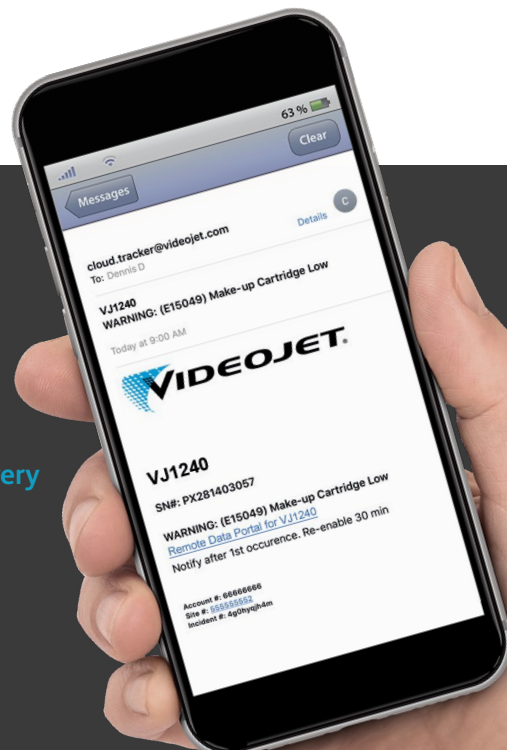 63 %
Messages
Clear
cloud.tracker@videojet.com
To: Dennis D
Details
C
VJ1240
WARNING: (E15049) Make-up Cartridge Low
Today at 9:00 AM
VIDEOJET.
ery
VJ1240
SN#: PX281403057
WARNING: (E15049) Make-up Cartridge Low
Remote Data Portal for VJ1240
Notify after 1st occurence. Re-enable 30 min
Account #: 66666666
Site #: 555555552
Incident #: 4g0hyqjh4m